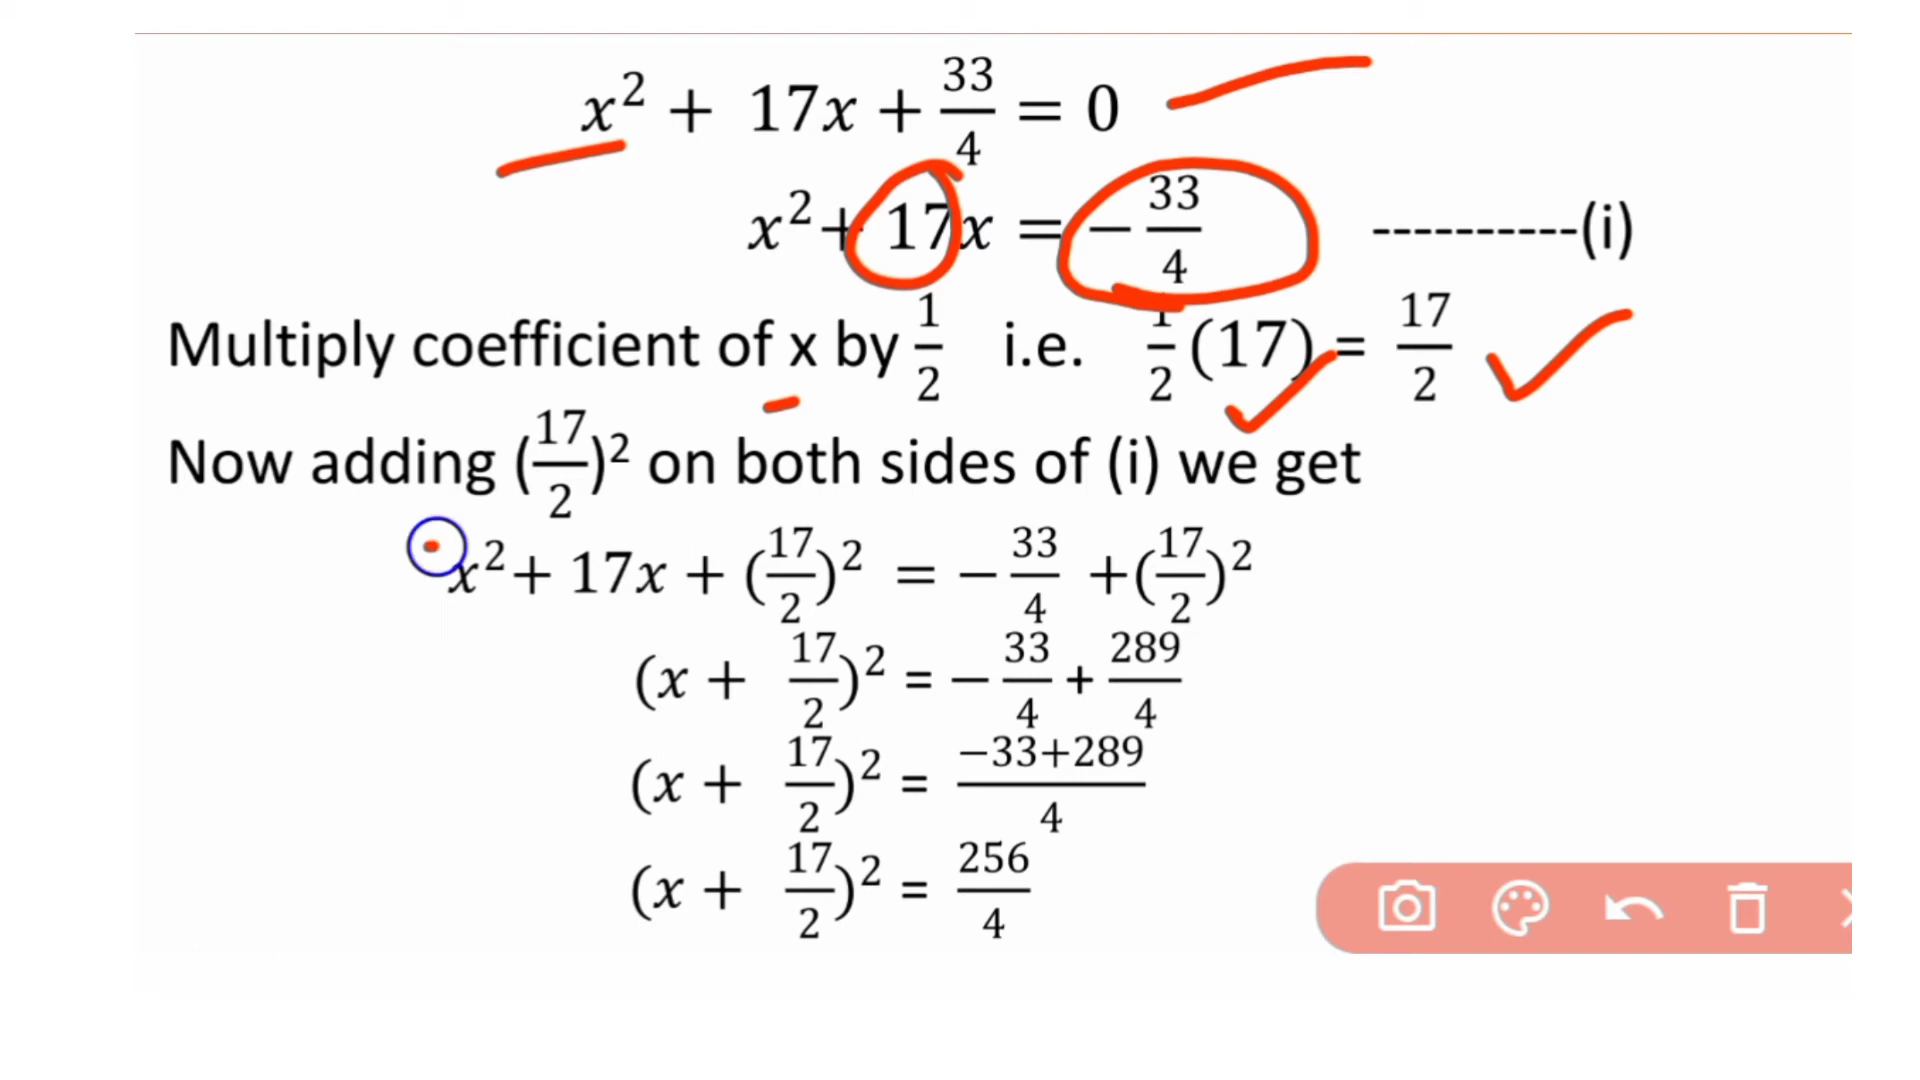 x² + 17x + 33/4 = 0
x² + 17x = − 33/4 ----------(i)
Multiply coefficient of x by 1/2 i.e. 1/2 (17) = 17/2
Now adding (17/2)² on both sides of (i) we get
x² + 17x + (17/2)² = − 33/4 + (17/2)²
(x + 17/2)² = − 33/4 + 289/4
(x + 17/2)² = −33+289/4
(x + 17/2)² = 256/4